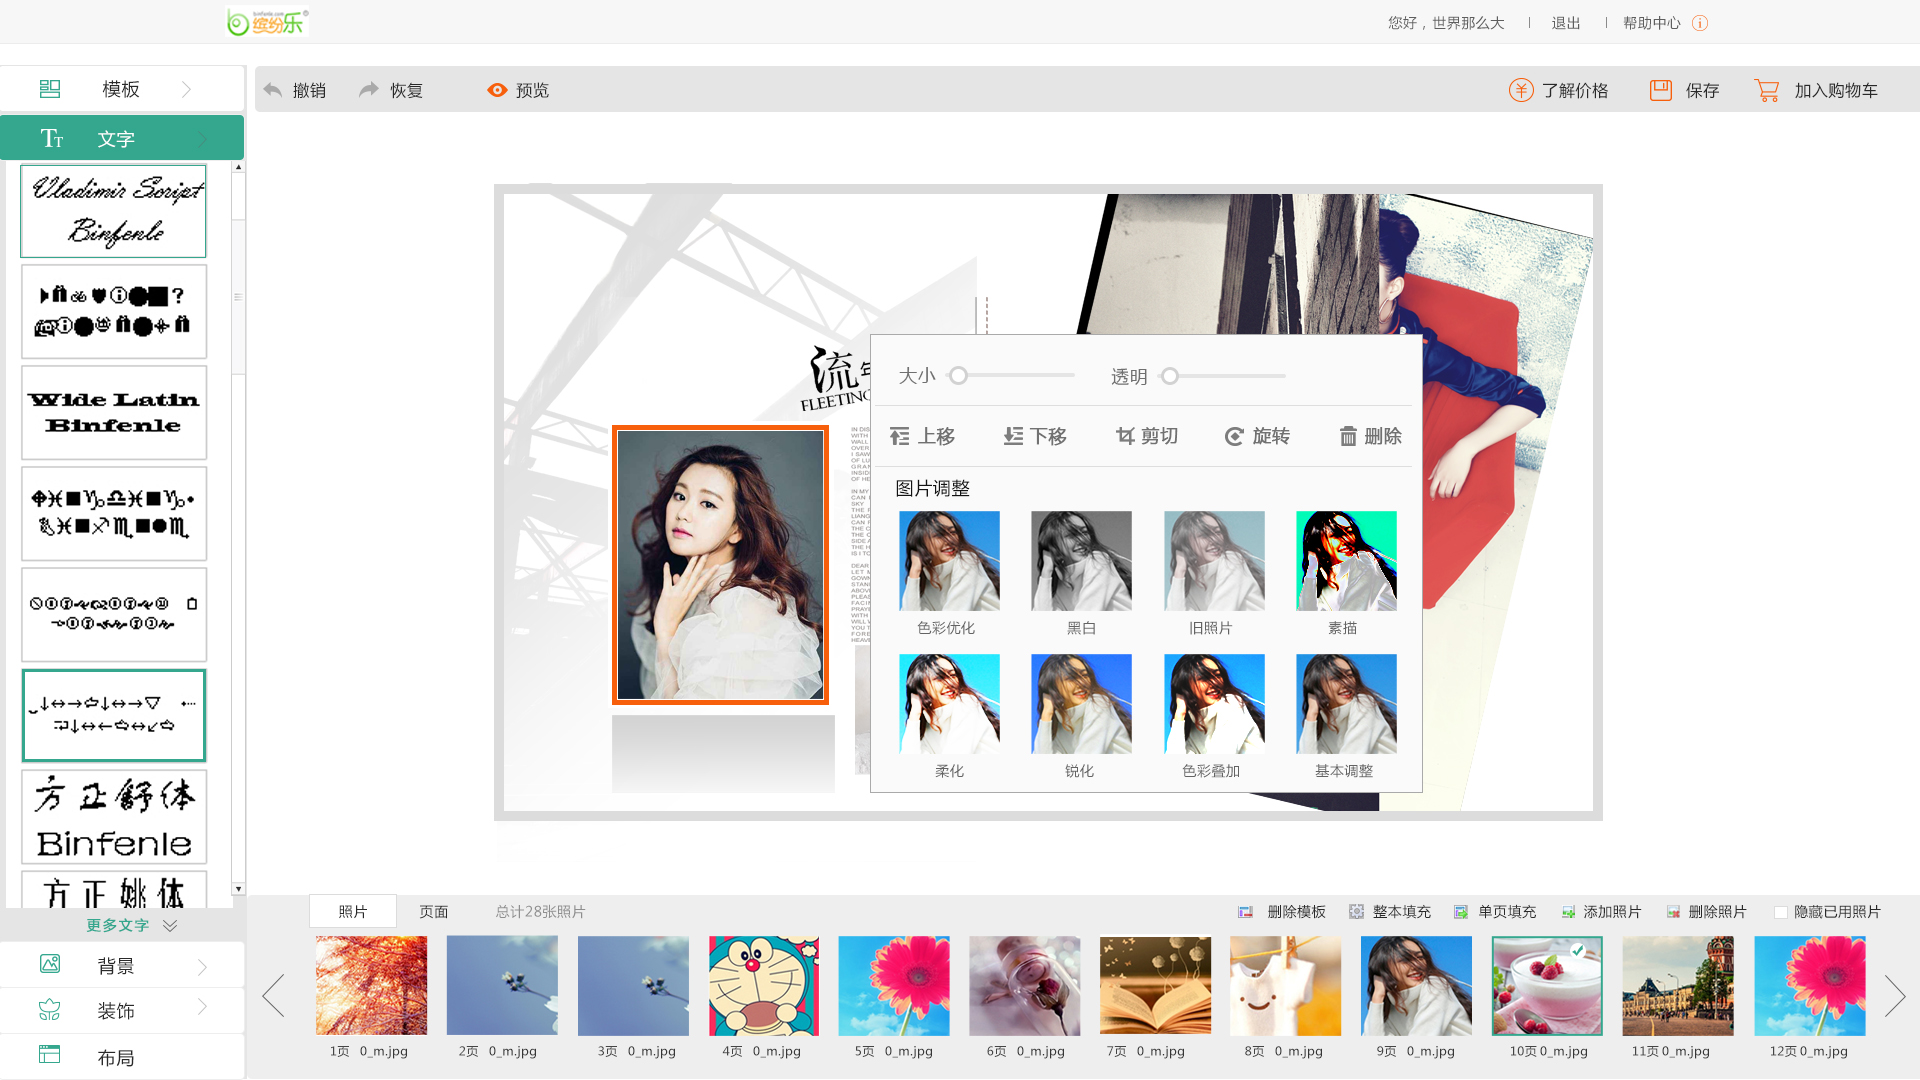 binfenle.com
缤纷乐
您好，世界那么大
退出
帮助中心
模板
撤销
恢复
预览
了解价格
保存
加入购物车
文字
Vladimir Script
Binfenle
Wide Latin
Binfenle
方正舒体
Binfenle
方正姚体
更多文字
背景
装饰
布局
流年
FLEETING
大小
透明
上移
下移
剪切
旋转
删除
图片调整
色彩优化
黑白
旧照片
素描
柔化
锐化
色彩叠加
基本调整
照片
页面
总计28张照片
删除模板
整本填充
单页填充
添加照片
删除照片
隐藏已用照片
1页 0_m.jpg
2页 0_m.jpg
3页 0_m.jpg
4页 0_m.jpg
5页 0_m.jpg
6页 0_m.jpg
7页 0_m.jpg
8页 0_m.jpg
9页 0_m.jpg
10页 0_m.jpg
11页 0_m.jpg
12页 0_m.jpg